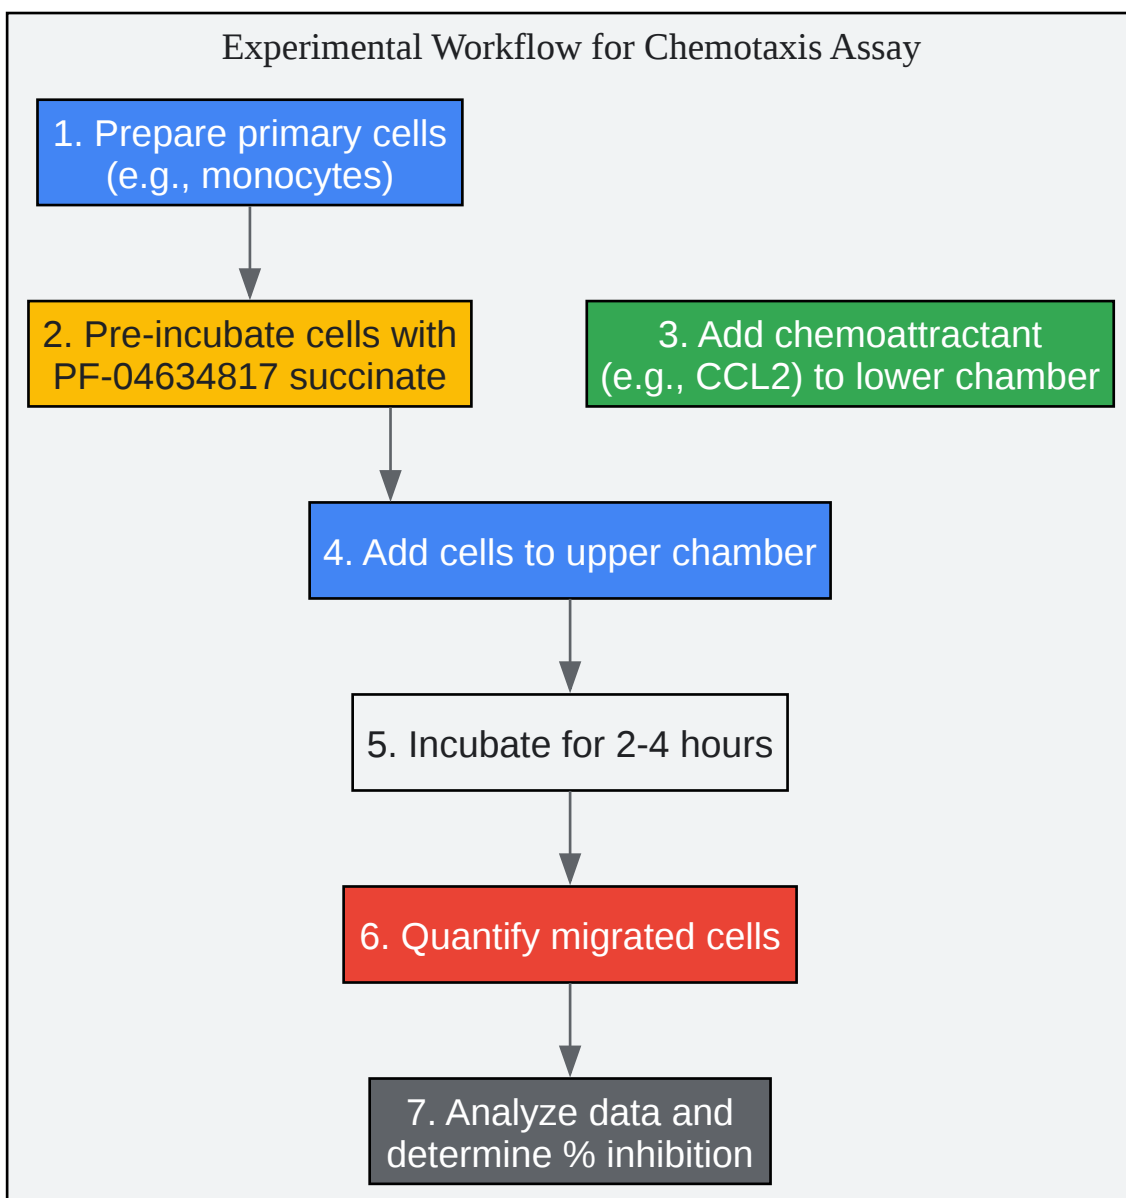 Experimental Workflow for Chemotaxis Assay
1. Prepare primary cells
(e.g., monocytes)
2. Pre-incubate cells with
PF-04634817 succinate
3. Add chemoattractant
(e.g., CCL2) to lower chamber
4. Add cells to upper chamber
5. Incubate for 2-4 hours
6. Quantify migrated cells
7. Analyze data and
determine % inhibition